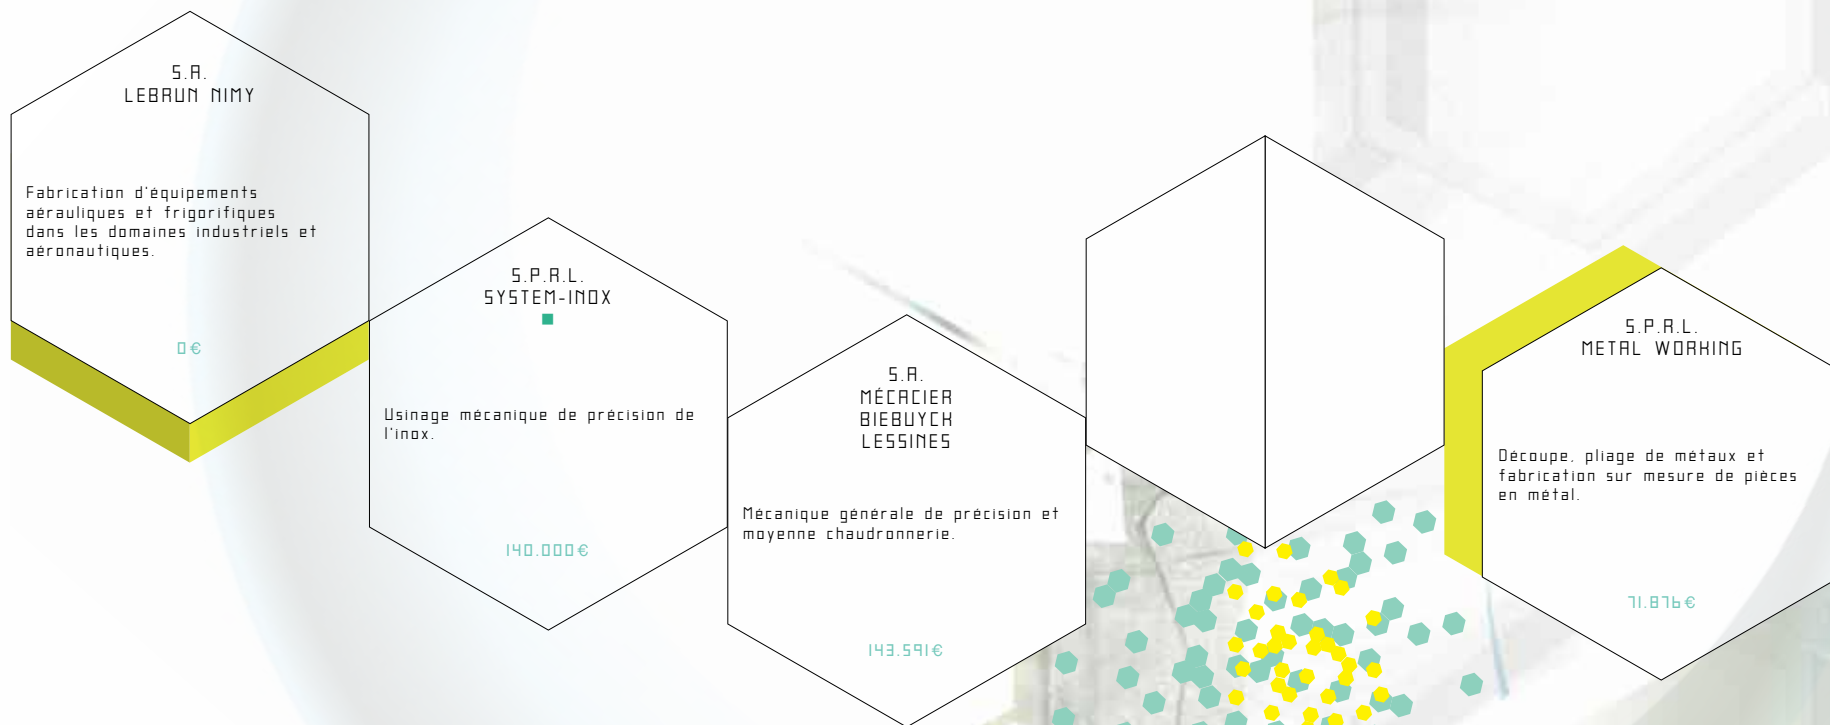 S.A.
LEBRUN NIMY
Fabrication d'équipements
aérauliques et frigorifiques
dans les domaines industriels et
aéronautiques.
0€
S.P.R.L.
SYSTEM-INOX
Usinage mécanique de précision de
l'inox.
140.000€
S.A.
MÉCACIER
BIEBUYCK
LESSINES
Mécanique générale de précision et
moyenne chaudronnerie.
143.591€
S.P.R.L.
METAL WORKING
Découpe, pliage de métaux et
fabrication sur mesure de pièces
en métal.
71.876€